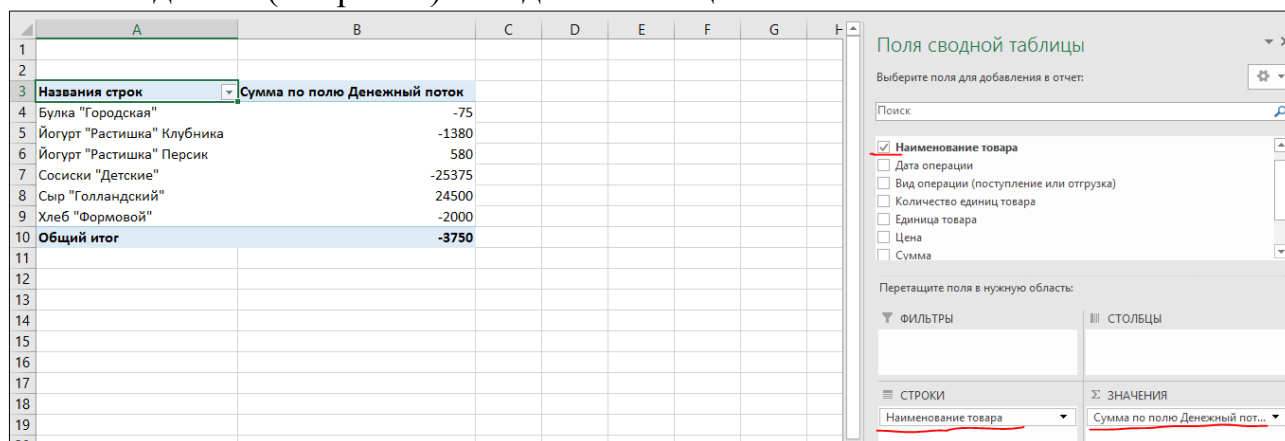 A B C D E F G
1
2
3 Названия строк Сумма по полю Денежный поток
4 Булка "Городская" -75
5 Йогурт "Растишка" Клубника -1380
6 Йогурт "Растишка" Персик 580
7 Сосиски "Детские" -25375
8 Сыр "Голландский" 24500
9 Хлеб "Формовой" -2000
10 Общий итог -3750
11
12
13
14
15
16
17
18
19
Поля сводной таблицы
Выберите поля для добавления в отчет:
Поиск
Наименование товара
Дата операции
Вид операции (поступление или отгрузка)
Количество единиц товара
Единица товара
Цена
Сумма
Перетащите поля в нужную область:
ФИЛЬТРЫ
СТОЛБЦЫ
СТРОКИ
Σ ЗНАЧЕНИЯ
Наименование товара
Сумма по полю Денежный пот...